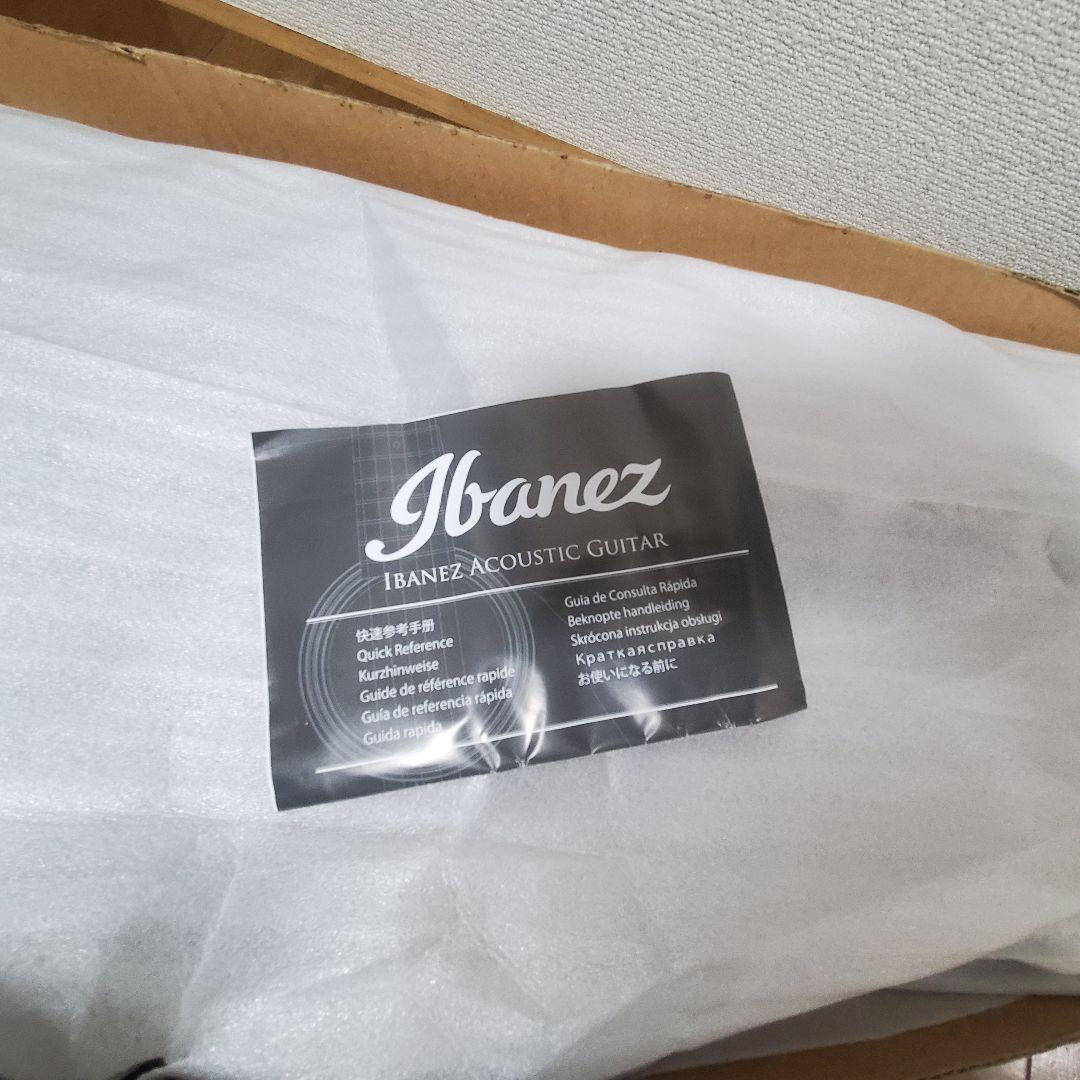 Ibanez
IBANEZ ACOUSTIC GUITAR
快速参考手册
Quick Reference
Kurzhinweise
Guide de référence rapide
Guía de referencia rápida
Guida rapida
Guia de Consulta Rápida
Beknopte handleiding
Skrócona instrukcja obsługi
Краткаясправка
お使いになる前に